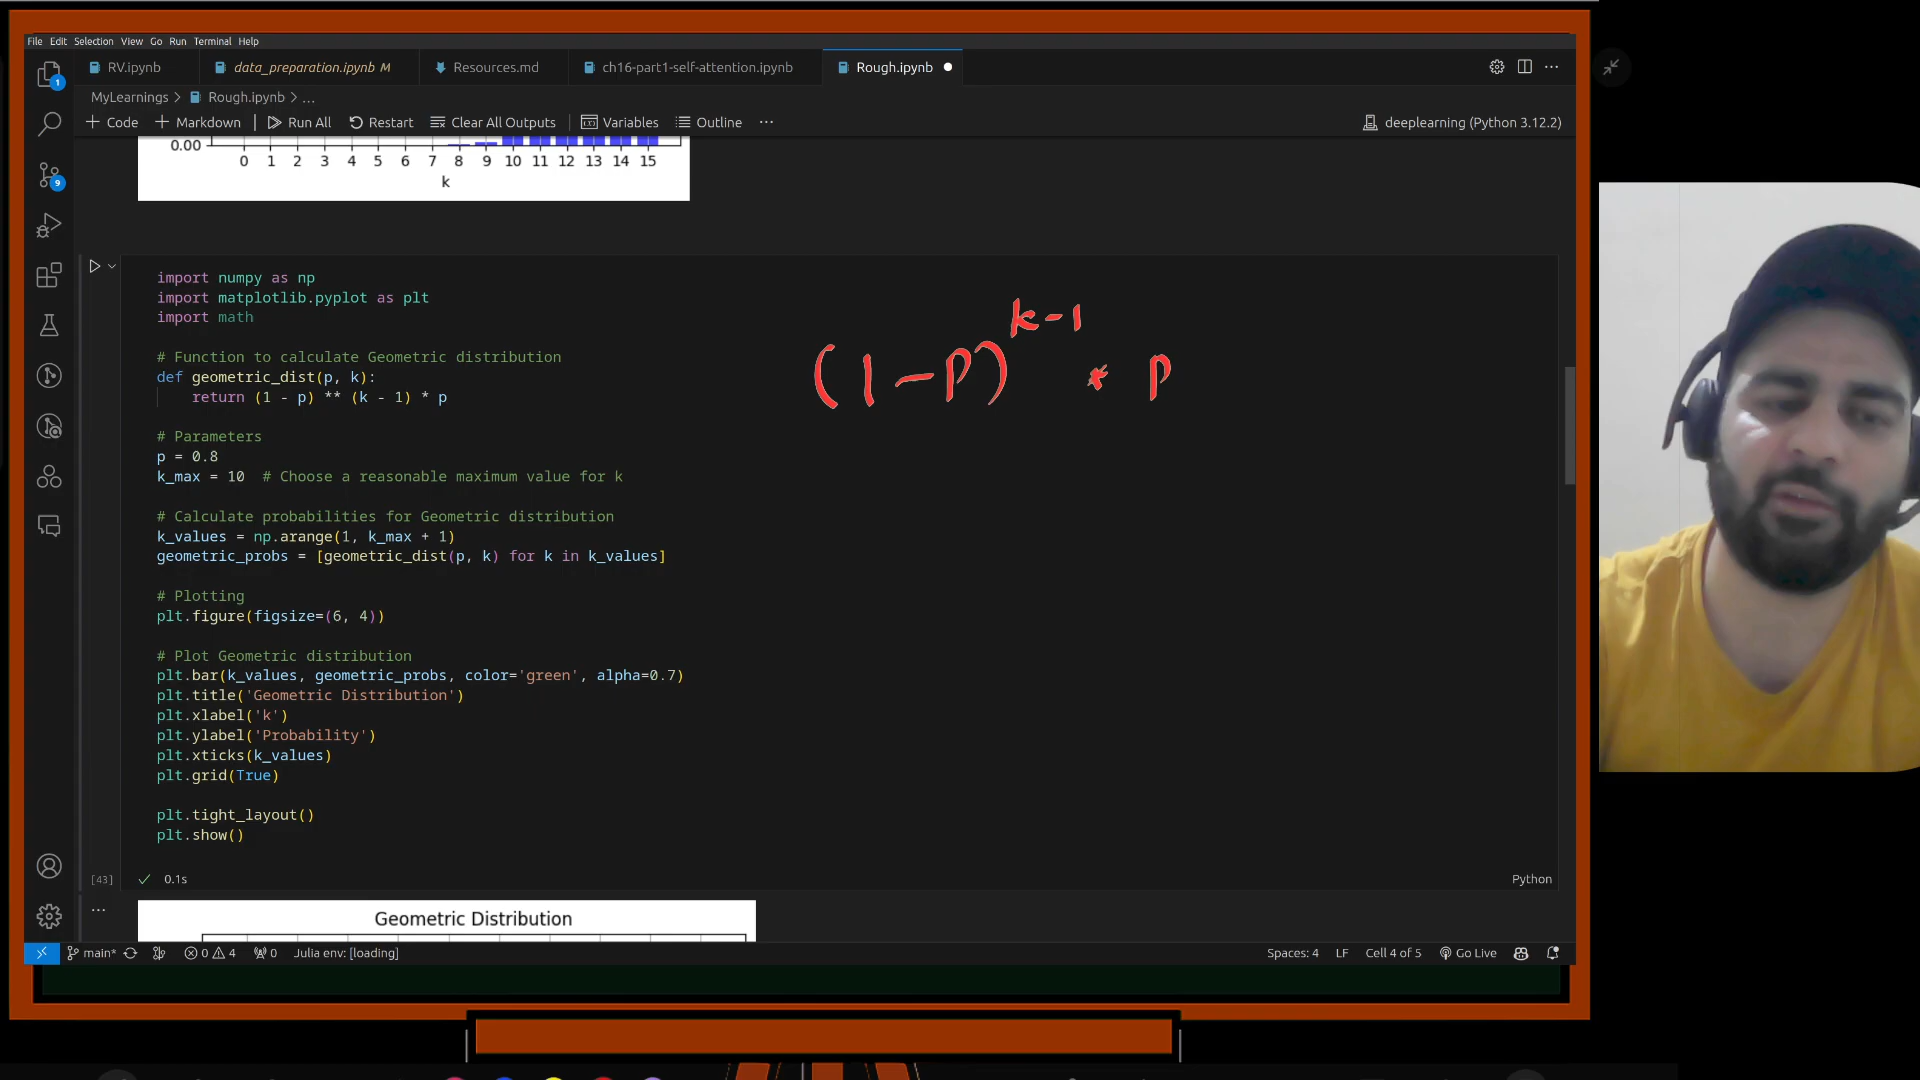 File Edit Selection View Go Run Terminal Help
RV.ipynb data_preparation.ipynb M Resources.md ch16-part1-self-attention.ipynb Rough.ipynb
MyLearnings > Rough.ipynb > ...
+ Code + Markdown Run All Restart Clear All Outputs Variables Outline ... deeplearning (Python 3.12.2)
0.00
0 1 2 3 4 5 6 7 8 9 10 11 12 13 14 15
k
import numpy as np
import matplotlib.pyplot as plt
import math
# Function to calculate Geometric distribution
def geometric_dist(p, k):
return (1 - p) ** (k - 1) * p
(1-P)^k-1 * P
# Parameters
p = 0.8
k_max = 10 # Choose a reasonable maximum value for k
# Calculate probabilities for Geometric distribution
k_values = np.arange(1, k_max + 1)
geometric_probs = [geometric_dist(p, k) for k in k_values]
# Plotting
plt.figure(figsize=(6, 4))
# Plot Geometric distribution
plt.bar(k_values, geometric_probs, color='green', alpha=0.7)
plt.title('Geometric Distribution')
plt.xlabel('k')
plt.ylabel('Probability')
plt.xticks(k_values)
plt.grid(True)
plt.tight_layout()
plt.show()
[43] 0.1s Python
Geometric Distribution
main* 0 4 0 Julia env: [loading] Spaces: 4 LF Cell 4 of 5 Go Live
1
9